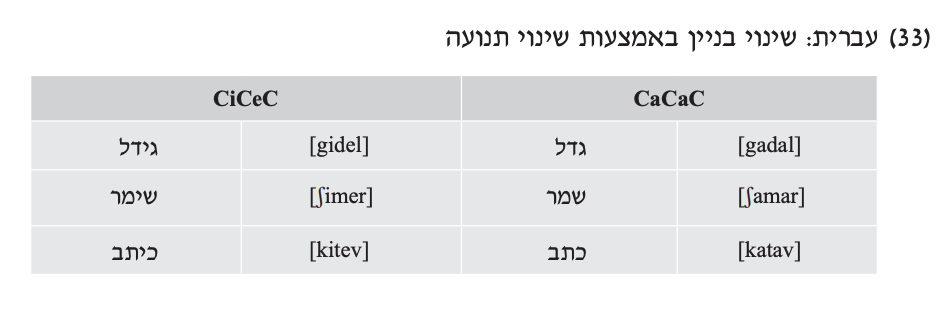 (33) עברית: שינוי בניין באמצעות שינוי תנועה
CaCaC CiCeC
[gadal] גדל [gidel] גידל
[ʃamar] שמר [ʃimer] שימר
[katav] כתב [kitev] כיתב